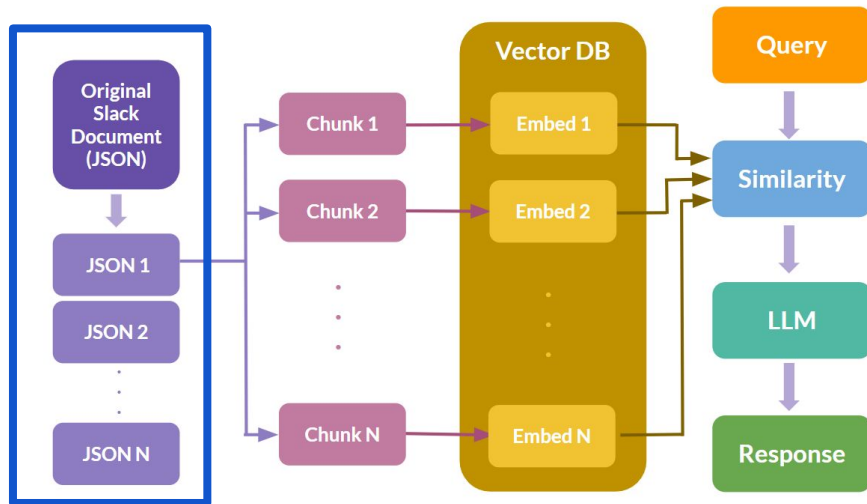 Original
Slack
Document
(JSON)
JSON 1
JSON 2
JSON N
Chunk 1
Chunk 2
Chunk N
Vector DB
Embed 1
Embed 2
Embed N
Query
Similarity
LLM
Response